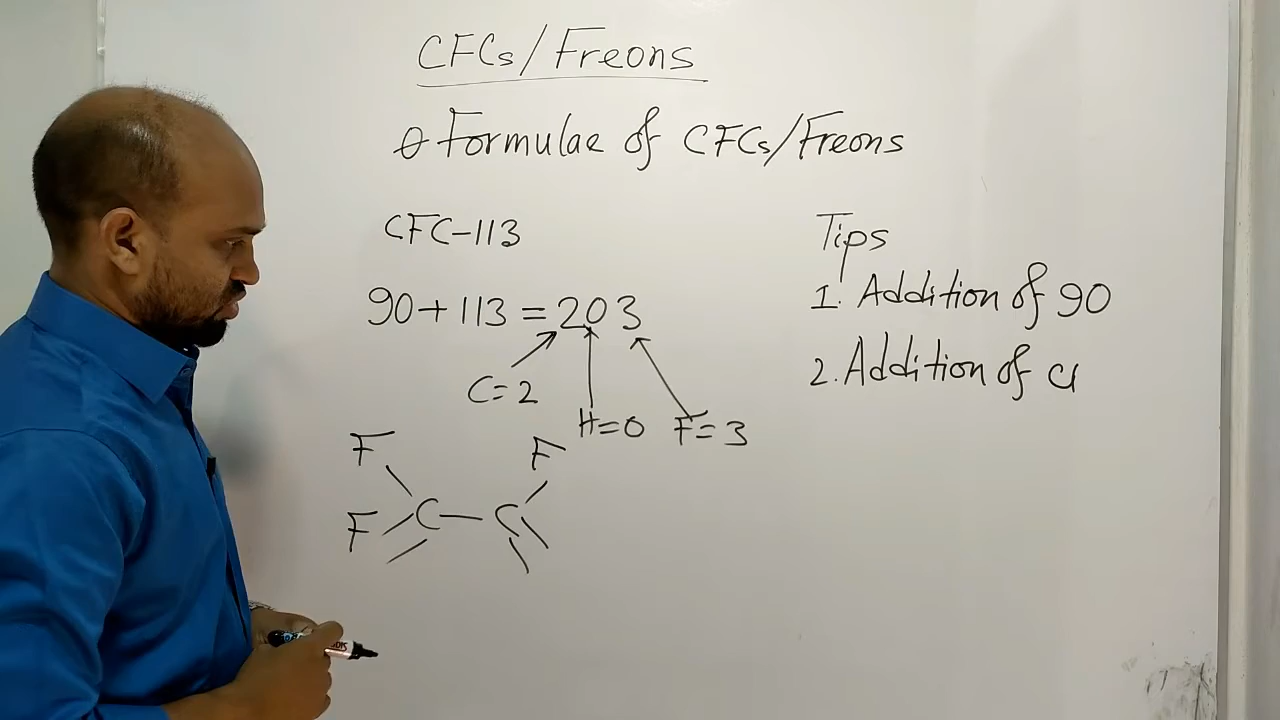 CFCs/Freons
Formulae of CFCs/Freons
CFC-113
90+113=203
C=2
H=0
F=3
F
F
F
C-C
Tips
1. Addition of 90
2. Addition of Cl